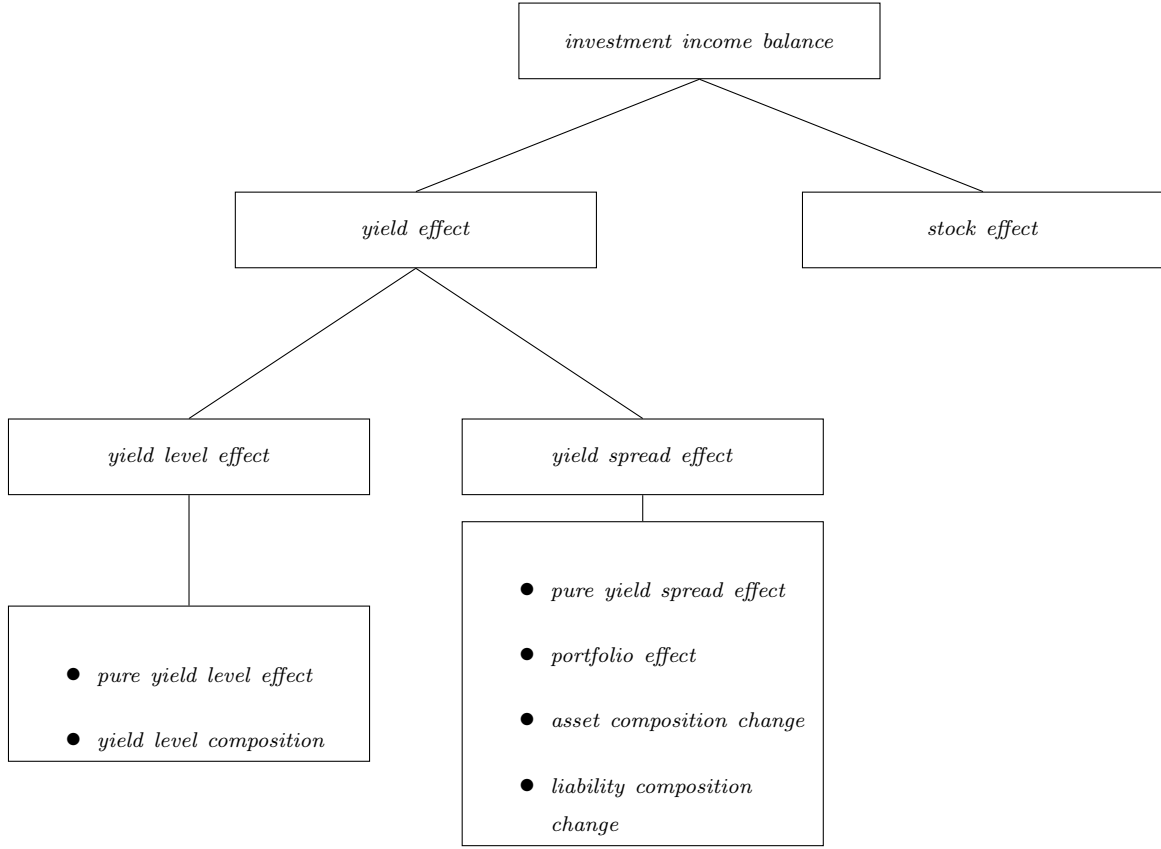 investment income balance
yield effect
stock effect
yield level effect
yield spread effect
• pure yield level effect
• yield level composition
• pure yield spread effect
• portfolio effect
• asset composition change
• liability composition
change